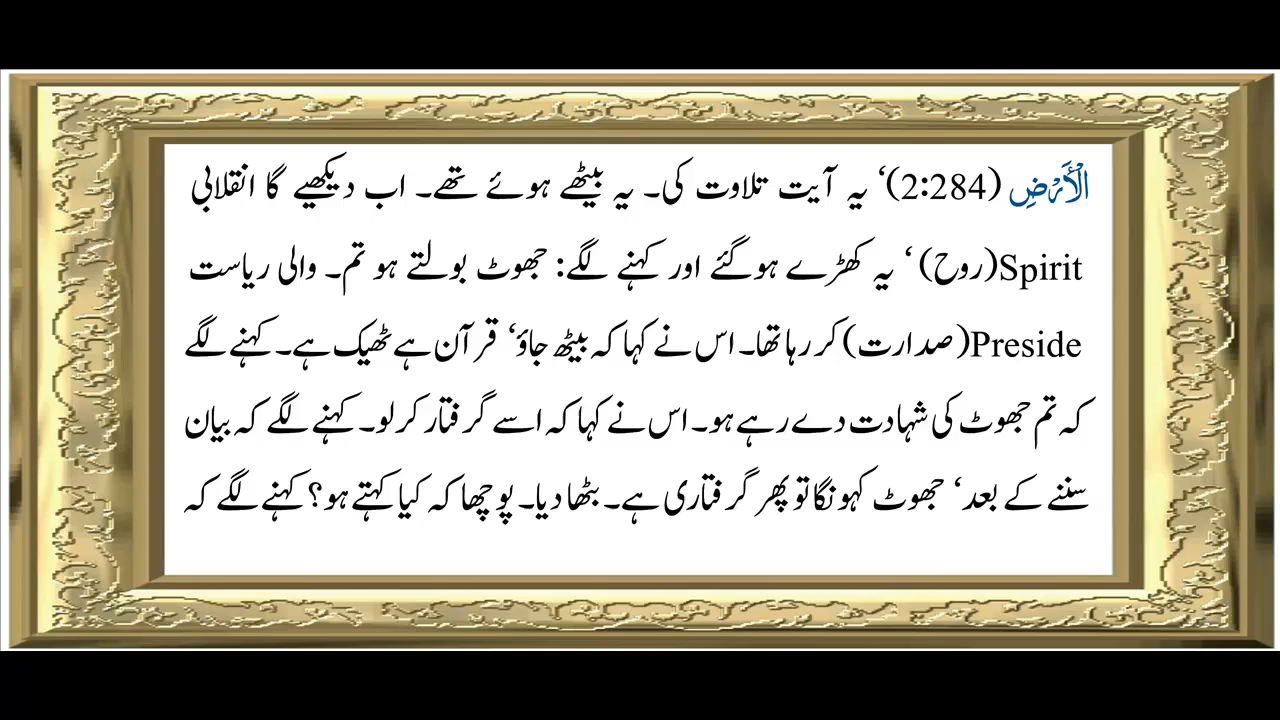 الْأَرْضِ (2:284)‘ یہ آیت تلاوت کی۔ یہ بیٹھے ہوئے تھے۔ اب دیکھیے گا انقلابی
Spirit(روح)‘ یہ کھڑے ہوگئے اور کہنے لگے: جھوٹ بولتے ہو تم۔ والی ریاست
Preside(صدارت) کر رہا تھا۔ اس نے کہا کہ بیٹھ جاؤ‘ قرآن ہے ٹھیک ہے۔ کہنے لگے
کہ تم جھوٹ کی شہادت دے رہے ہو۔ اس نے کہا کہ اسے گرفتار کر لو۔ کہنے لگے کہ بیان
سننے کے بعد‘ جھوٹ کہونگا تو پھر گرفتاری ہے۔ بٹھا دیا۔ پوچھا کہ کیا کہتے ہو؟ کہنے لگے کہ